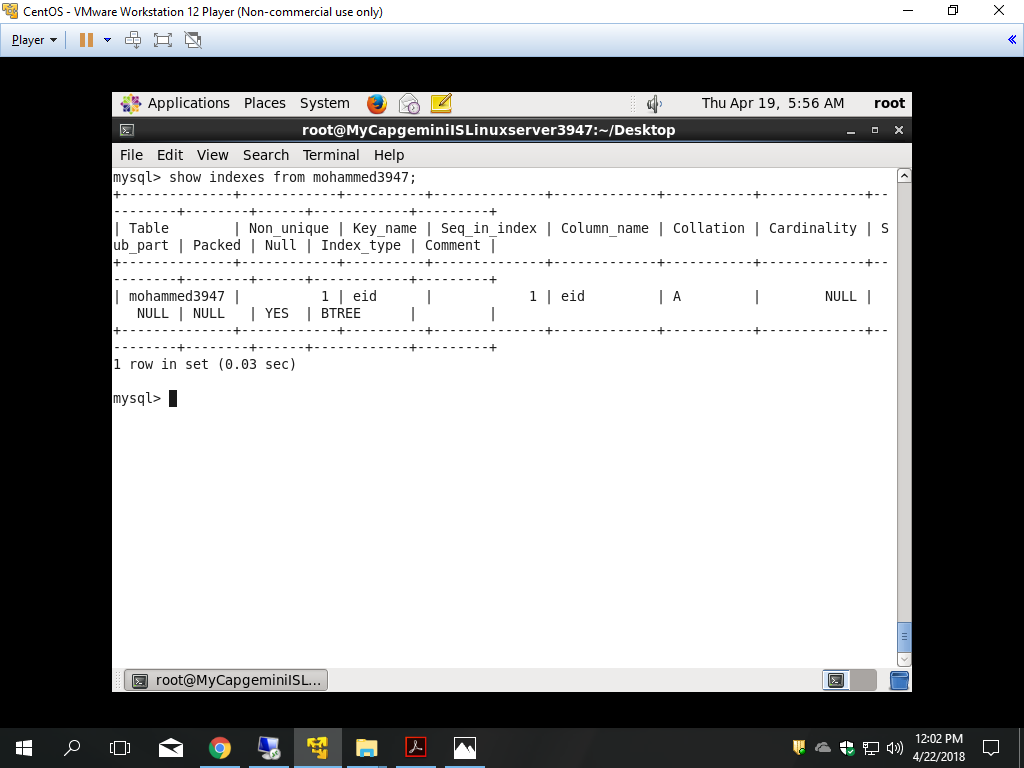 CentOS - VMware Workstation 12 Player (Non-commercial use only)
Player
Applications Places System Thu Apr 19, 5:56 AM root
root@MyCapgeminiISLinuxserver3947:~/Desktop
File Edit View Search Terminal Help
mysql> show indexes from mohammed3947;
+--------------+------------+----------+--------------+-------------+-----------+-------------+--
--------+--------+------+------------+---------+
| Table        | Non_unique | Key_name | Seq_in_index | Column_name | Collation | Cardinality | S
ub_part | Packed | Null | Index_type | Comment |
+--------------+------------+----------+--------------+-------------+-----------+-------------+--
--------+--------+------+------------+---------+
| mohammed3947 |          1 | eid      |            1 | eid         | A         |        NULL |
   NULL | NULL   | YES  | BTREE      |         |
+--------------+------------+----------+--------------+-------------+-----------+-------------+--
--------+--------+------+------------+---------+
1 row in set (0.03 sec)
mysql>
root@MyCapgeminiISL...
12:02 PM
4/22/2018